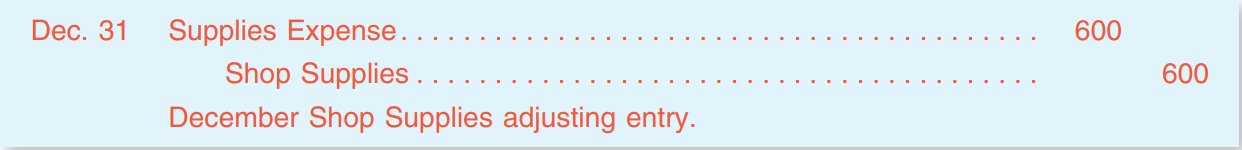 Dec. 31 Supplies Expense. . . . . . . . . . . . . . . . . . . . . . . . . . . . . . . . . . . . . . . . . 600
Shop Supplies . . . . . . . . . . . . . . . . . . . . . . . . . . . . . . . . . . . . . . . . 600
December Shop Supplies adjusting entry.